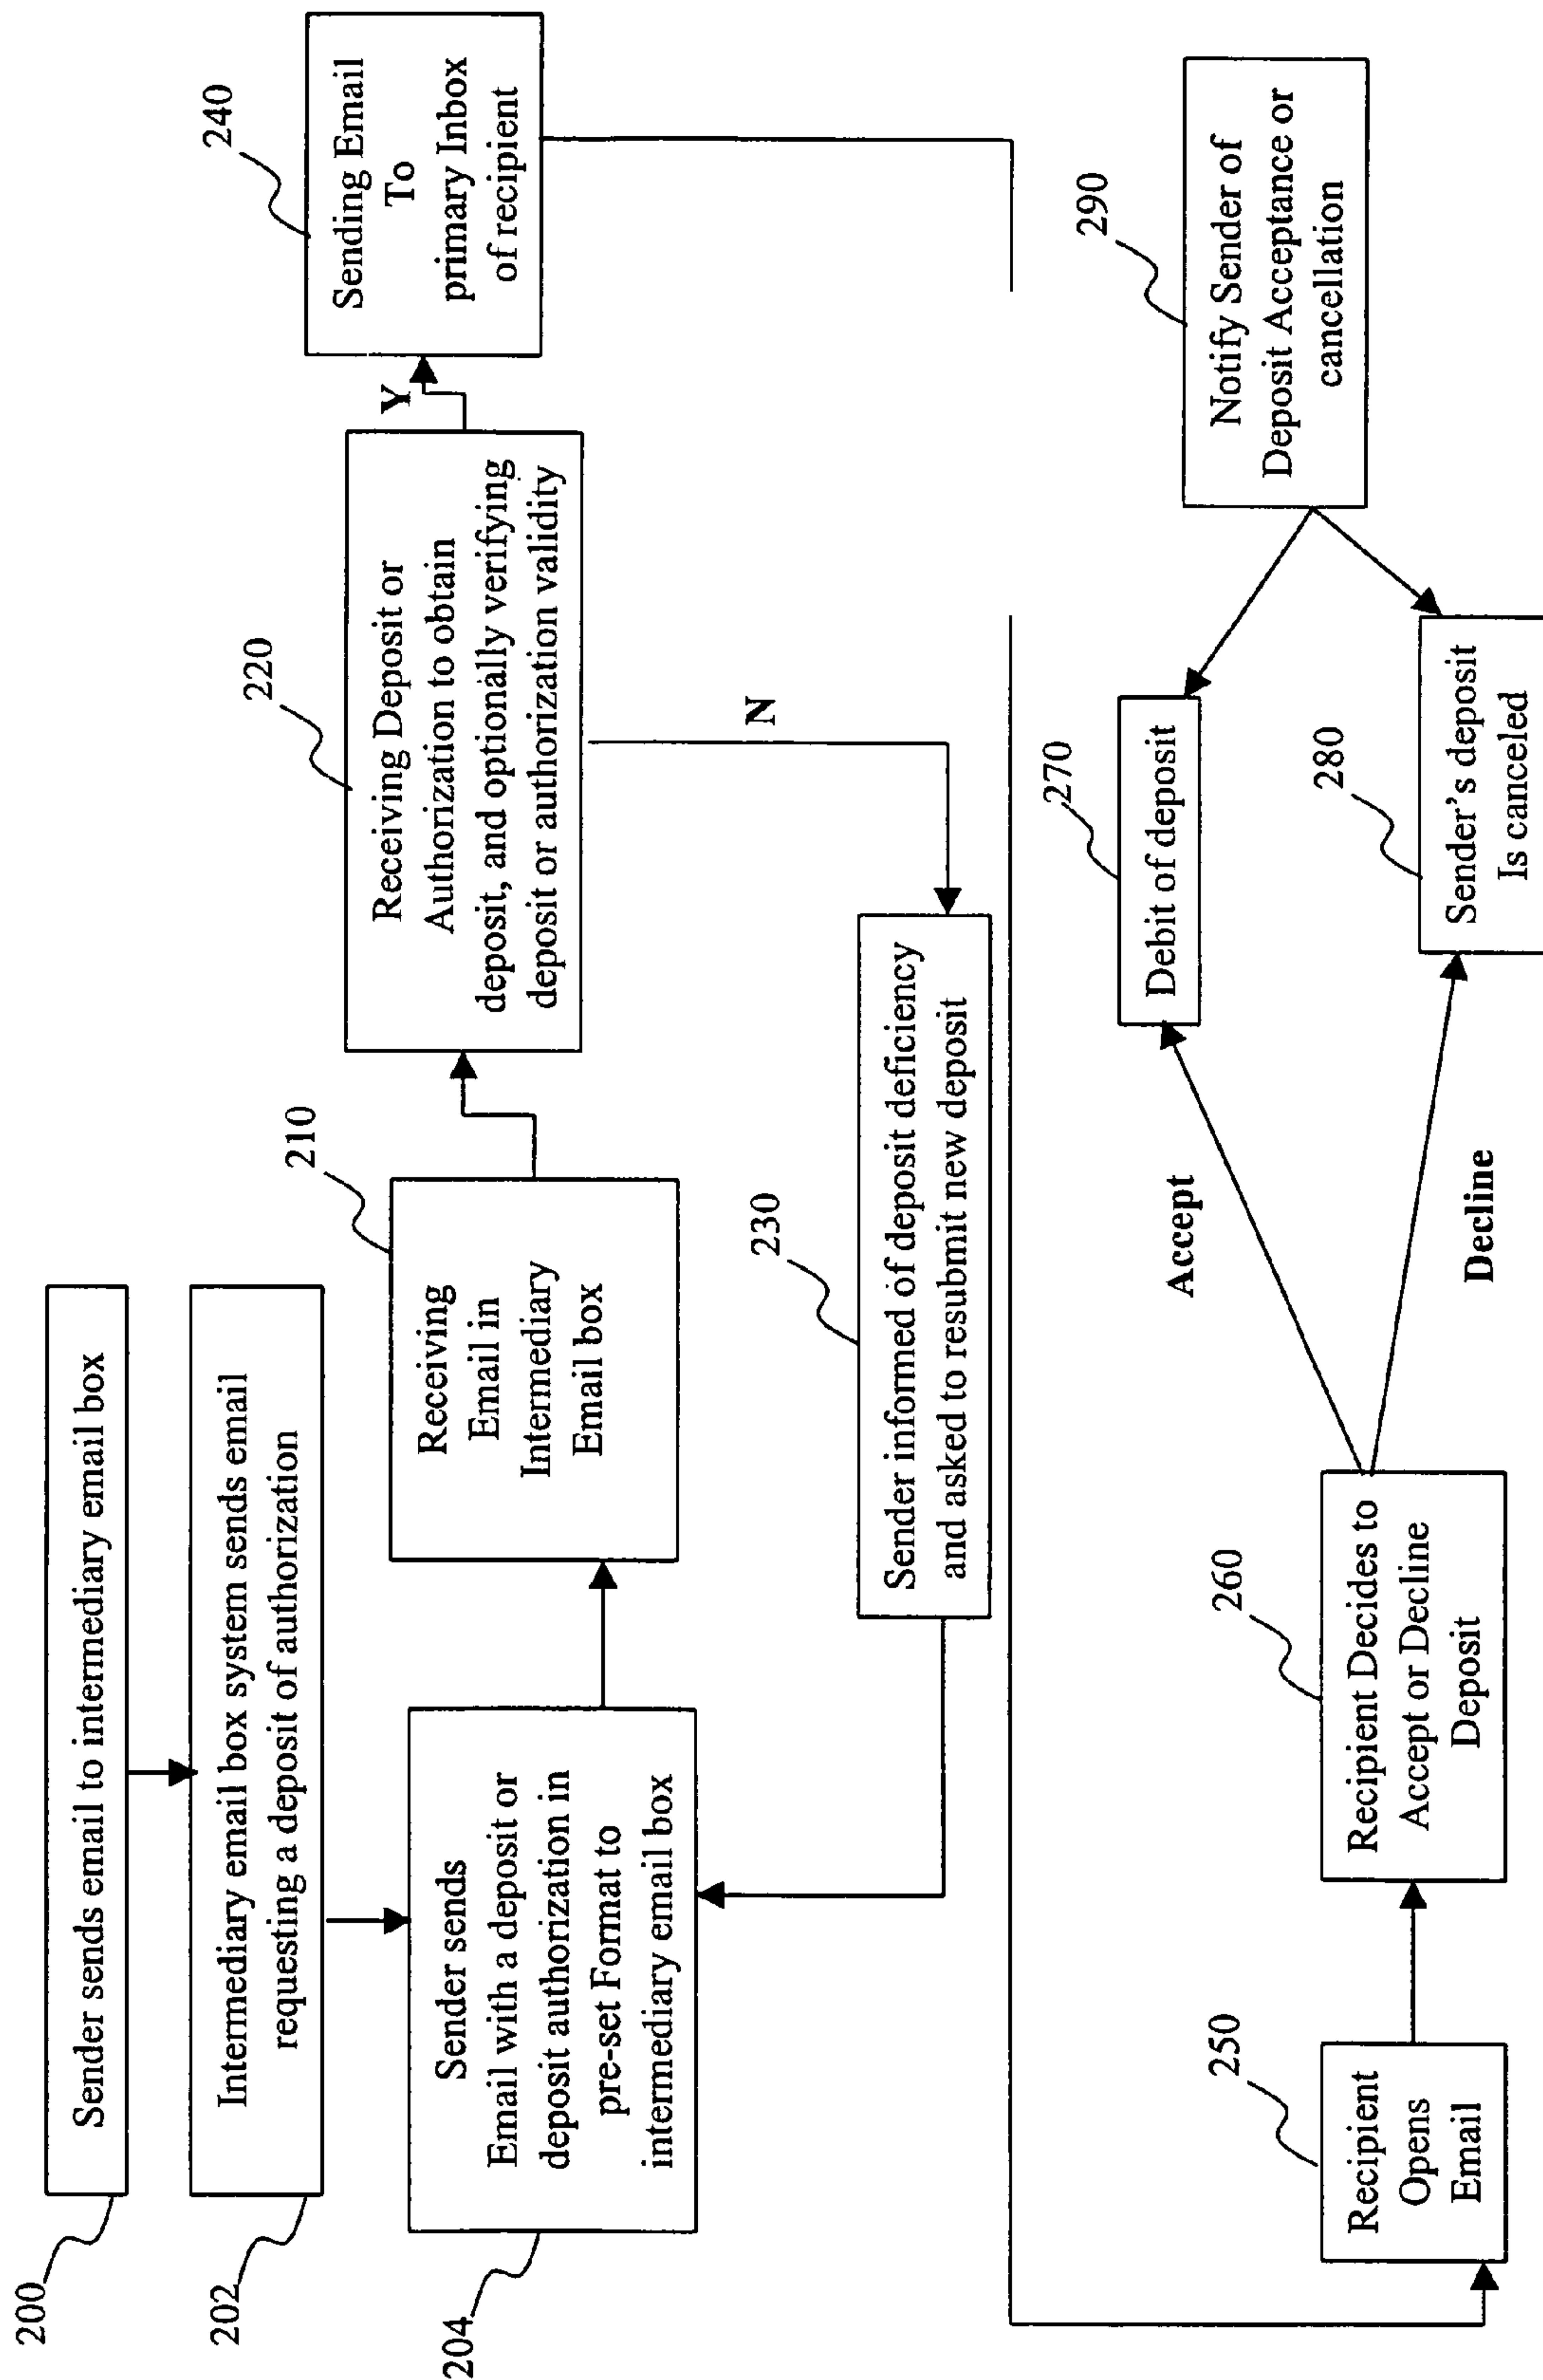 200
Sender sends email to intermediary email box
202
Intermediary email box system sends email
requesting a deposit of authorization
204
Sender sends
Email with a deposit or
deposit authorization in
pre-set Format to
intermediary email box
210
Receiving
Email in
Intermediary
Email box
220
Receiving Deposit or
Authorization to obtain
deposit, and optionally verifying
deposit or authorization validity
Y
N
240
Sending Email
To
primary Inbox
of recipient
230
Sender informed of deposit deficiency
and asked to resubmit new deposit
250
Recipient
Opens
Email
260
Recipient Decides to
Accept or Decline
Deposit
Accept
Decline
270
Debit of deposit
280
Sender's deposit
Is canceled
290
Notify Sender of
Deposit Acceptance or
cancellation